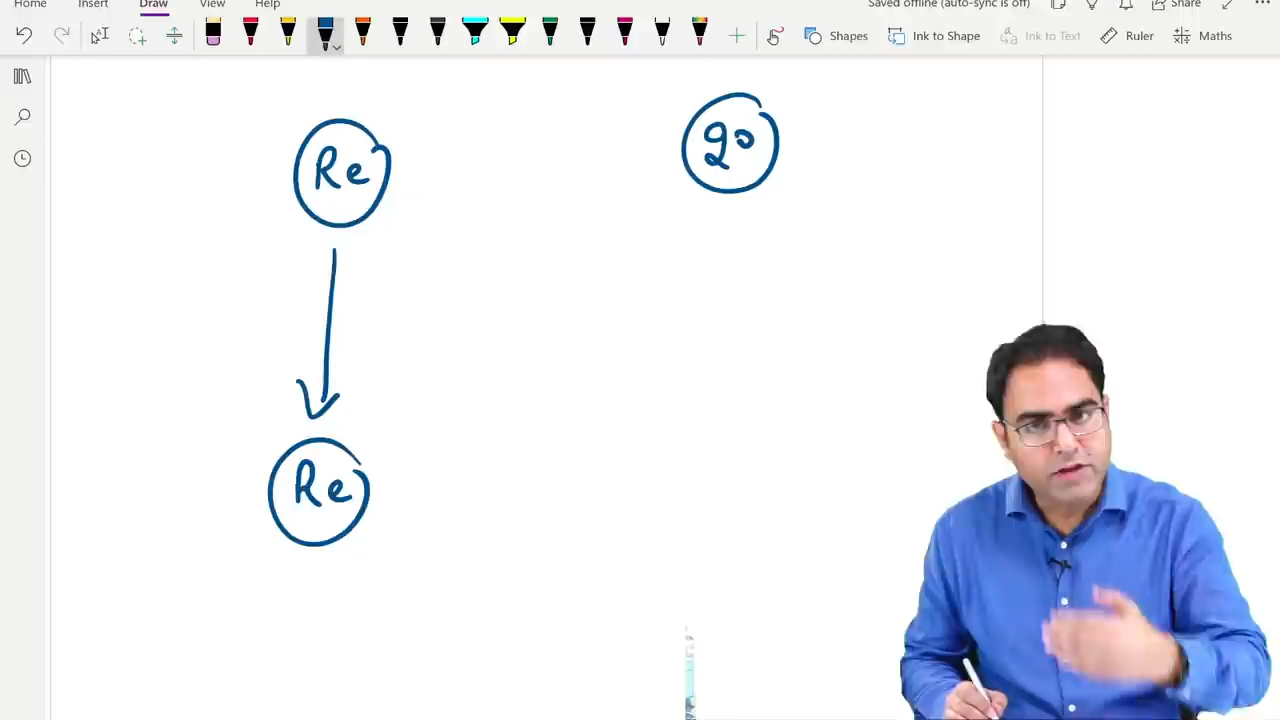 Home Insert Draw View Help Saved offline (auto-sync is off) Share
Shapes Ink to Shape Ink to Text Ruler Maths
Re
Re